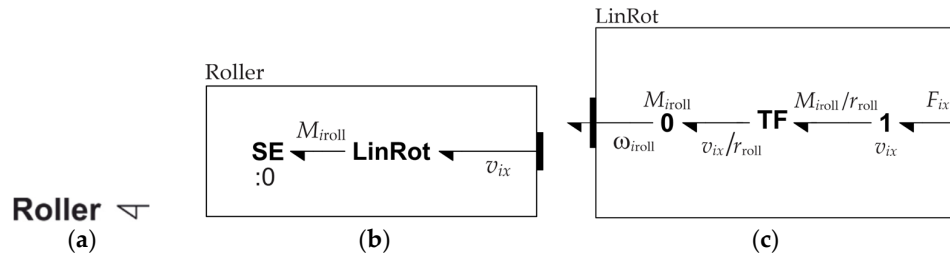 LinRot
Roller
M_iroll M_iroll M_iroll/r_roll F_ix
SE LinRot 0 TF 1
:0 v_ix ω_iroll v_ix/r_roll v_ix
Roller
(a) (b) (c)